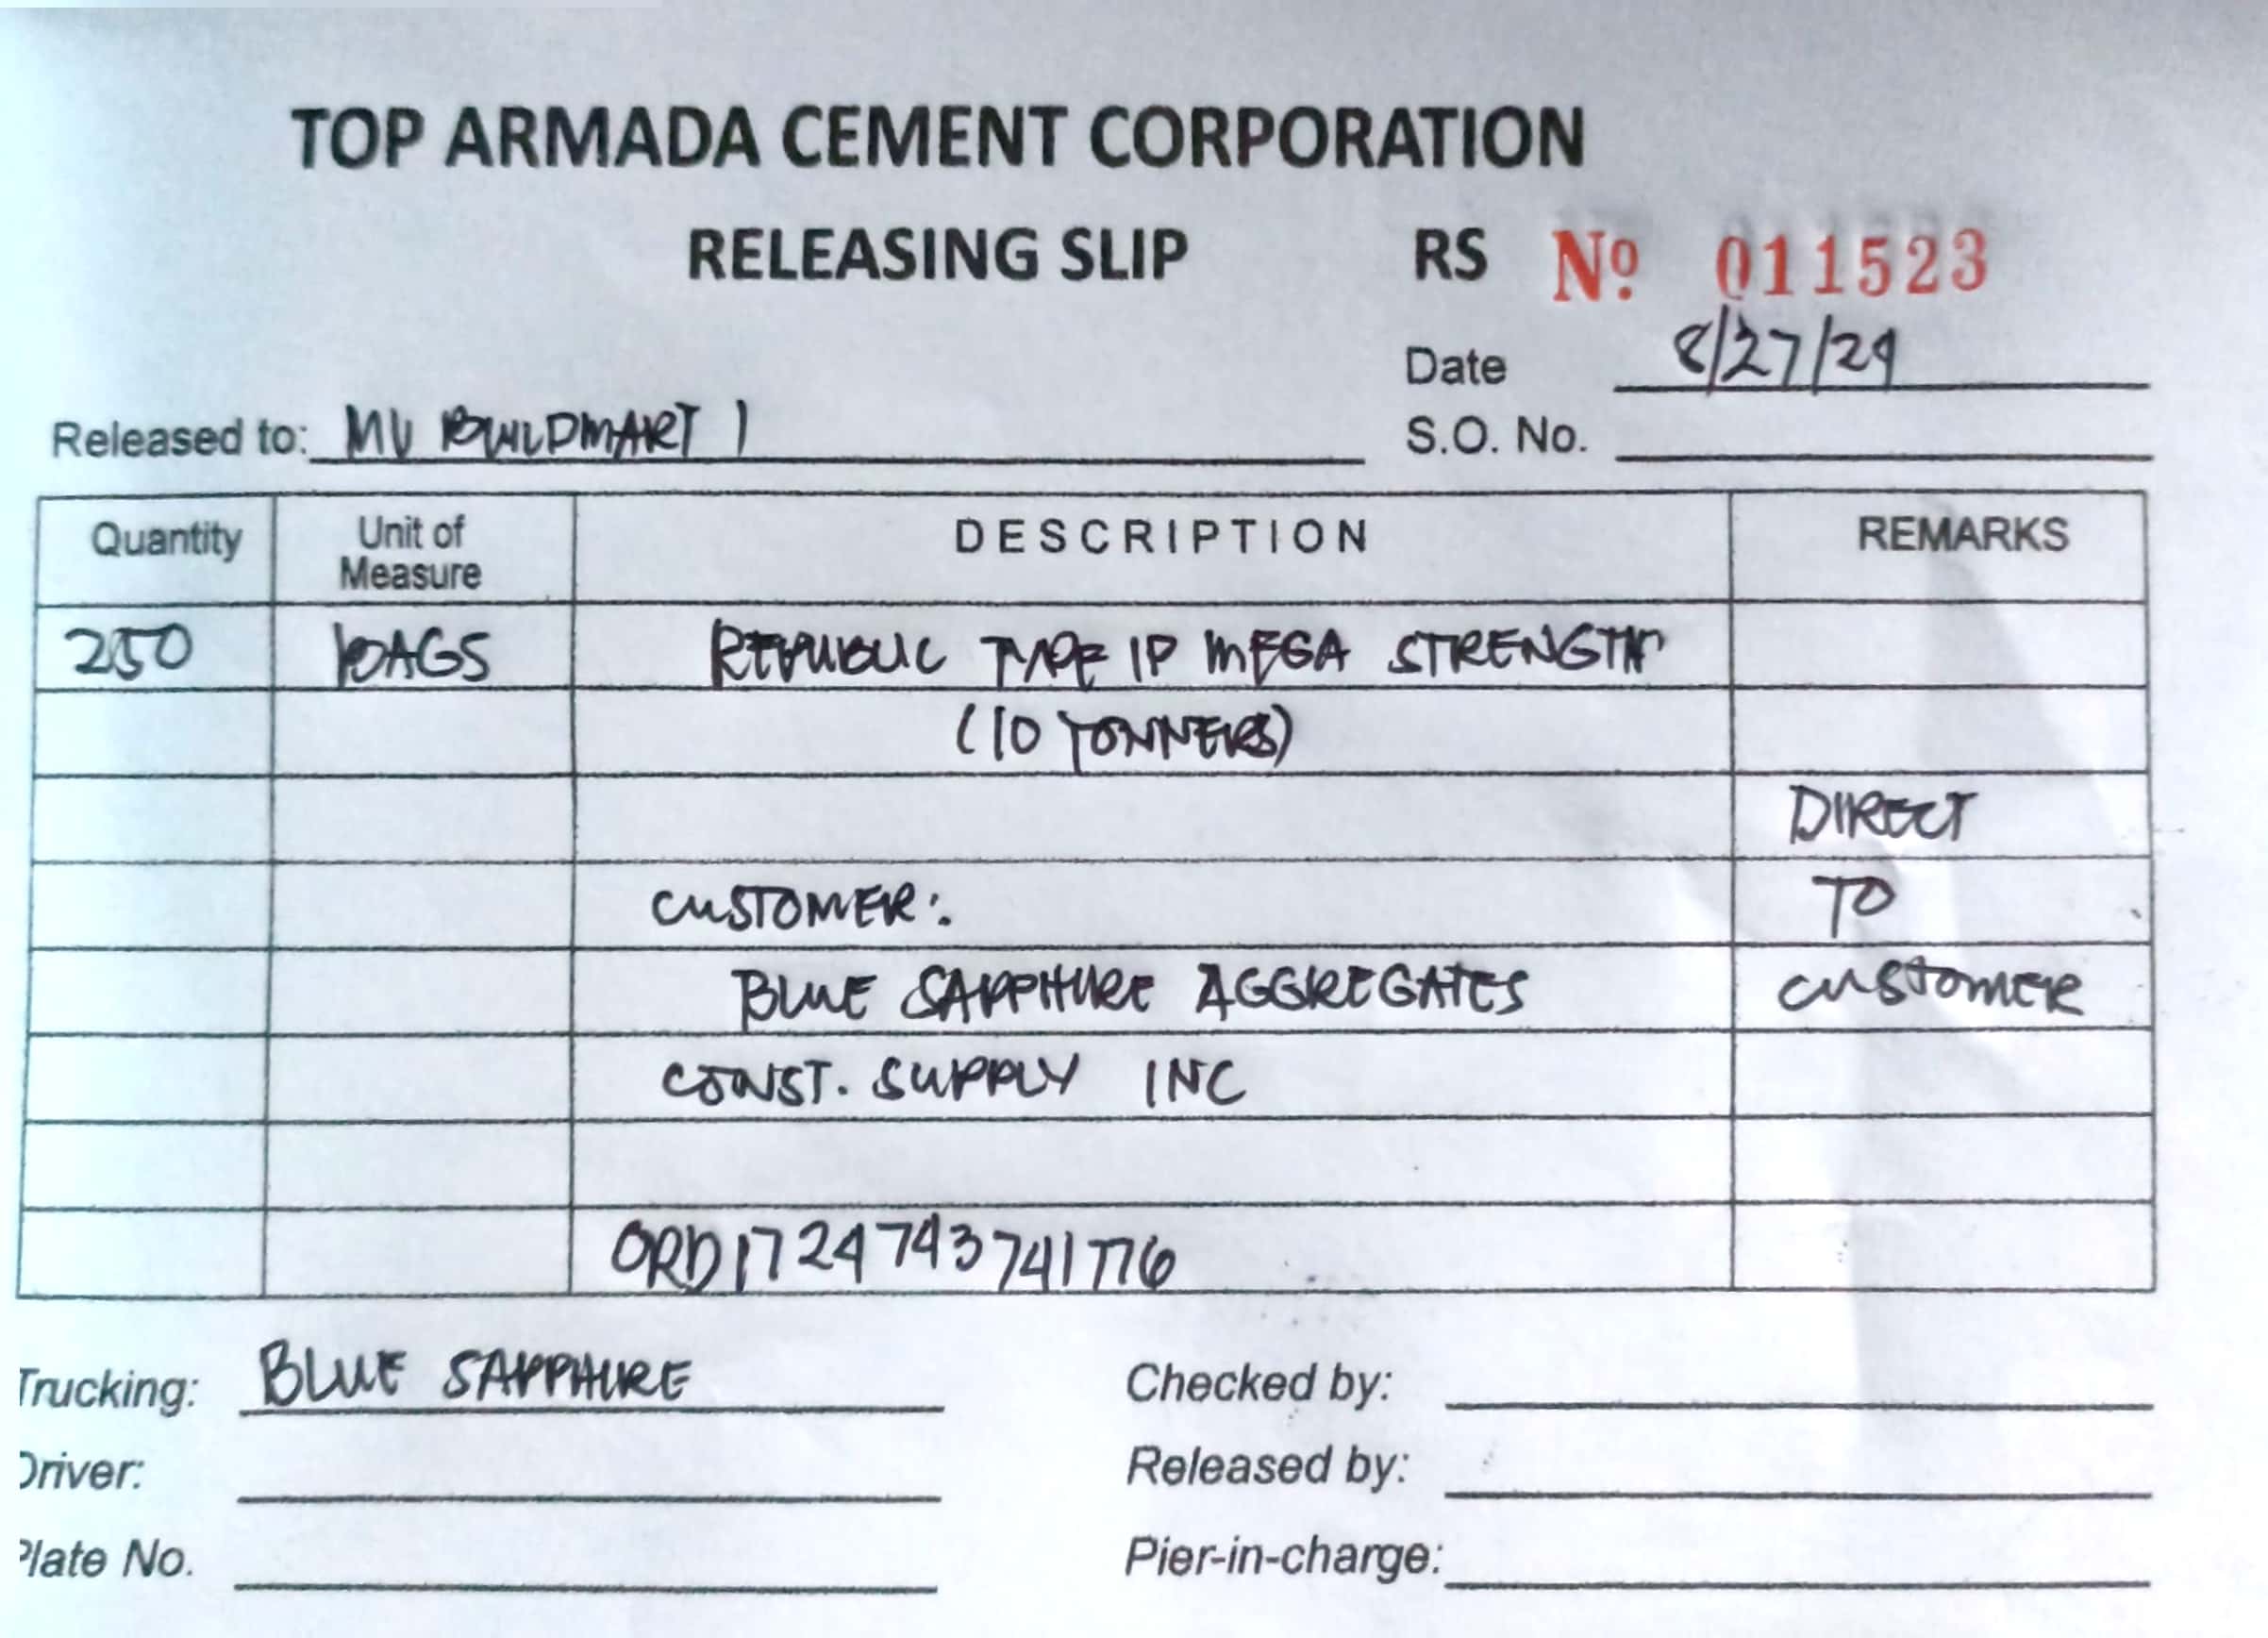 TOP ARMADA CEMENT CORPORATION
RELEASING SLIP RS Nº 011523
Date 8/27/24
Released to: MV BUILDMART 1 S.O. No.
Quantity Unit of Measure DESCRIPTION REMARKS
250 BAGS REPUBLIC TYPE IP MEGA STRENGTH
(10 TONNERS)
DIRECT
CUSTOMER: TO
BLUE SAPPHIRE AGGREGATES CUSTOMER
CONST. SUPPLY INC
ORD1724743741776
Trucking: BLUE SAPPHIRE Checked by:
Driver: Released by:
Plate No. Pier-in-charge: